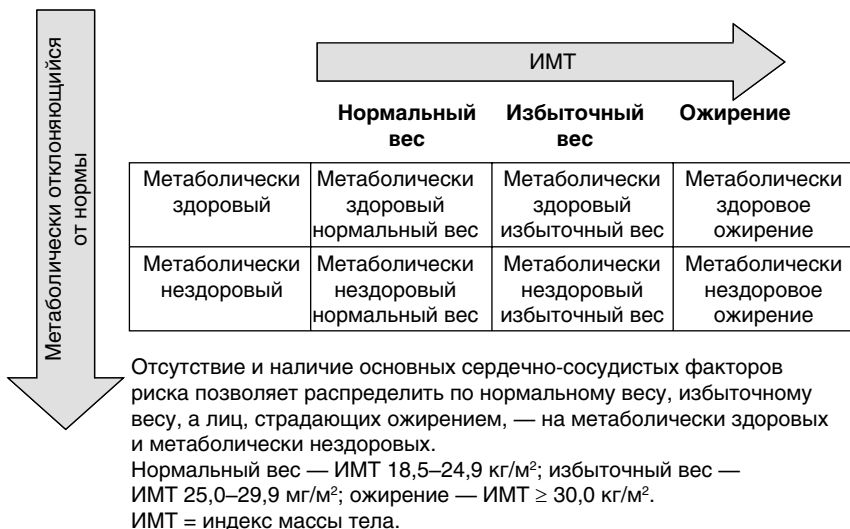 Метаболически отклоняющийся
от нормы
ИМТ
Нормальный Избыточный Ожирение
вес вес
Метаболически Метаболически Метаболически Метаболически
здоровый здоровый здоровый здоровое
нормальный вес избыточный вес ожирение
Метаболически Метаболически Метаболически Метаболически
нездоровый нездоровый нездоровый нездоровое
нормальный вес избыточный вес ожирение
Отсутствие и наличие основных сердечно-сосудистых факторов
риска позволяет распределить по нормальному весу, избыточному
весу, а лиц, страдающих ожирением, — на метаболически здоровых
и метаболически нездоровых.
Нормальный вес — ИМТ 18,5–24,9 кг/м²; избыточный вес —
ИМТ 25,0–29,9 мг/м²; ожирение — ИМТ ≥ 30,0 кг/м².
ИМТ = индекс массы тела.